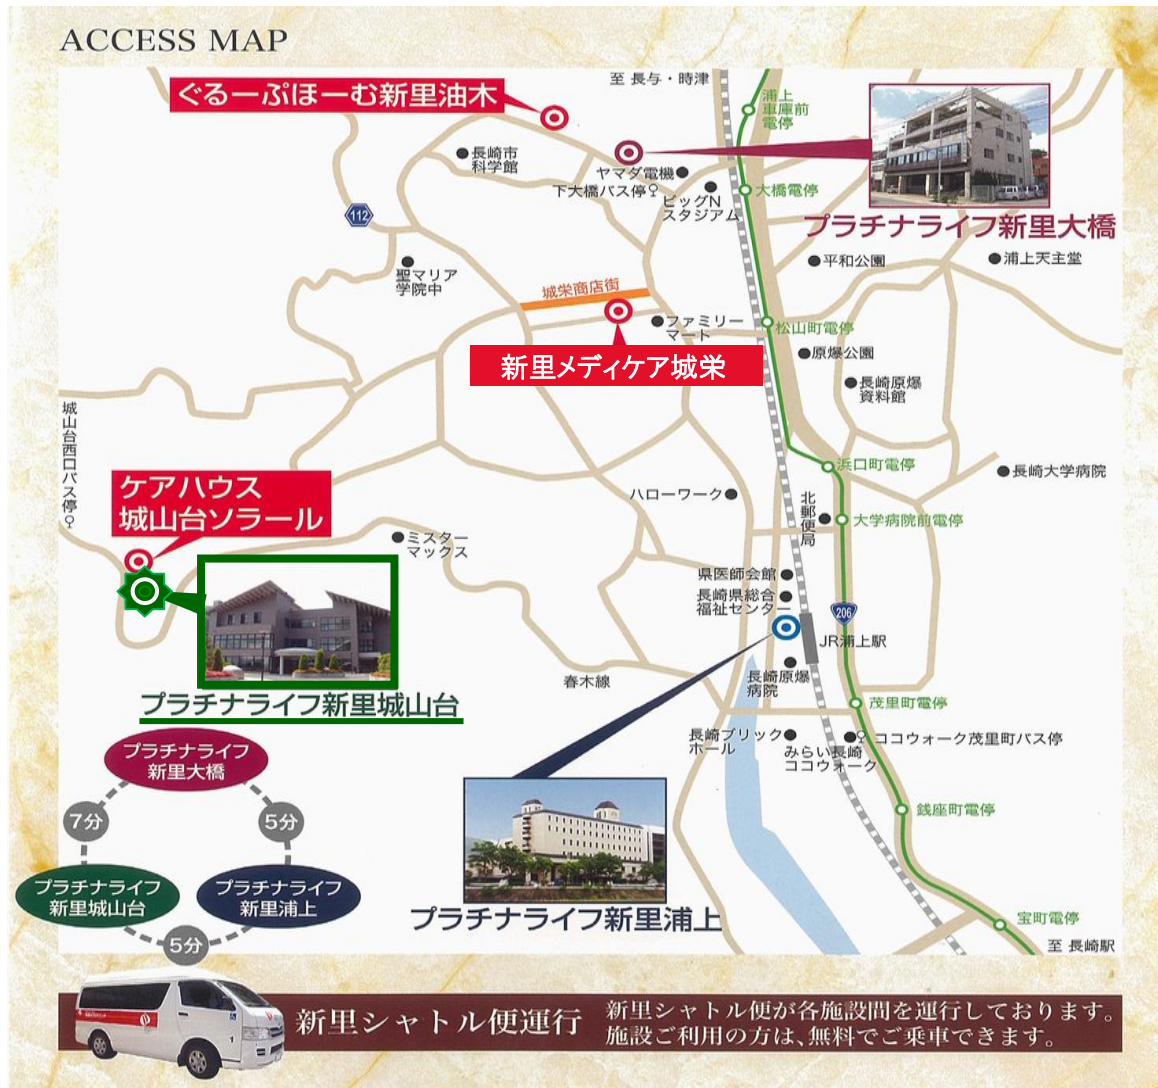 ACCESS MAP
至 長与・時津
ぐるーぷほーむ新里油木
浦上
車庫前
電停
長崎市
科学館
ヤマダ電機
下大橋バス停
ビッグN
スタジアム
大橋電停
プラチナライフ新里大橋
112
聖マリア
学院中
平和公園
浦上天主堂
城栄商店街
ファミリー
マート
松山町電停
新里メディケア城栄
原爆公園
長崎原爆
資料館
城山台西口バス停
浜口町電停
長崎大学病院
ケアハウス
城山台ソラール
ハローワーク
北郵便局
大学病院前電停
ミスター
マックス
県医師会館
長崎県総合
福祉センター
206
JR浦上駅
長崎原爆
病院
春木線
プラチナライフ新里城山台
茂里町電停
長崎ブリック
ホール
みらい長崎
ココウォーク
ココウォーク茂里町バス停
プラチナライフ
新里大橋
7分
5分
銭座町電停
プラチナライフ
新里城山台
プラチナライフ
新里浦上
5分
プラチナライフ新里浦上
宝町電停
至 長崎駅
新里シャトル便運行
新里シャトル便が各施設間を運行しております。
施設ご利用の方は、無料でご乗車できます。